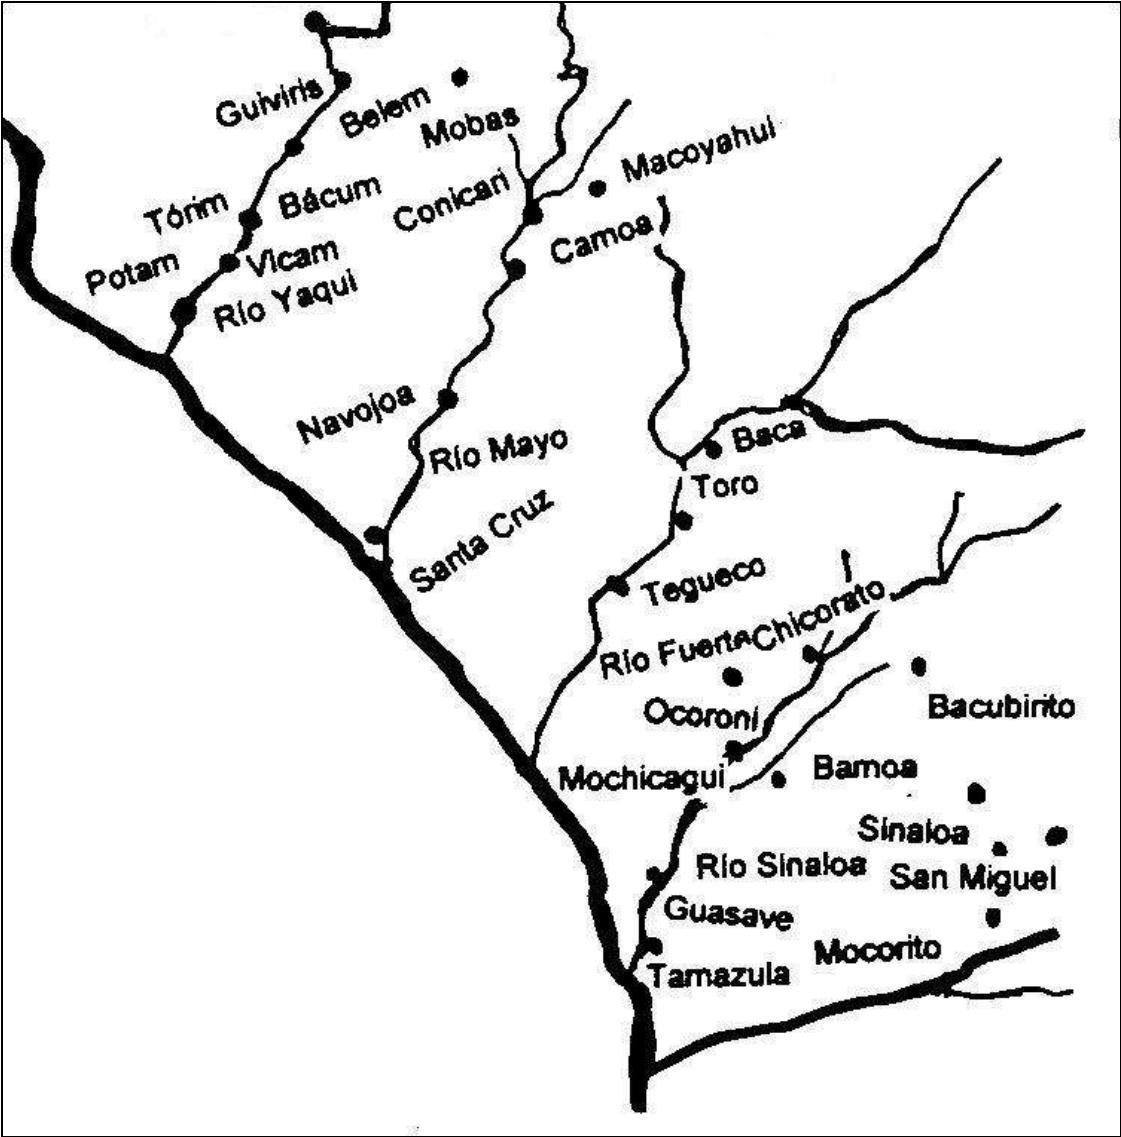 Guiviris
Belem
Mobas
Macoyahui
Tórim
Bácum
Conicari
Camoa
Potam
Vicam
Río Yaqui
Navojoa
Río Mayo
Baca
Toro
Santa Cruz
Tegueco
Chicorato
Río Fuerte
Ocoroni
Bacubirito
Mochicagui
Bamoa
Sinaloa
Río Sinaloa
San Miguel
Guasave
Mocorito
Tamazula